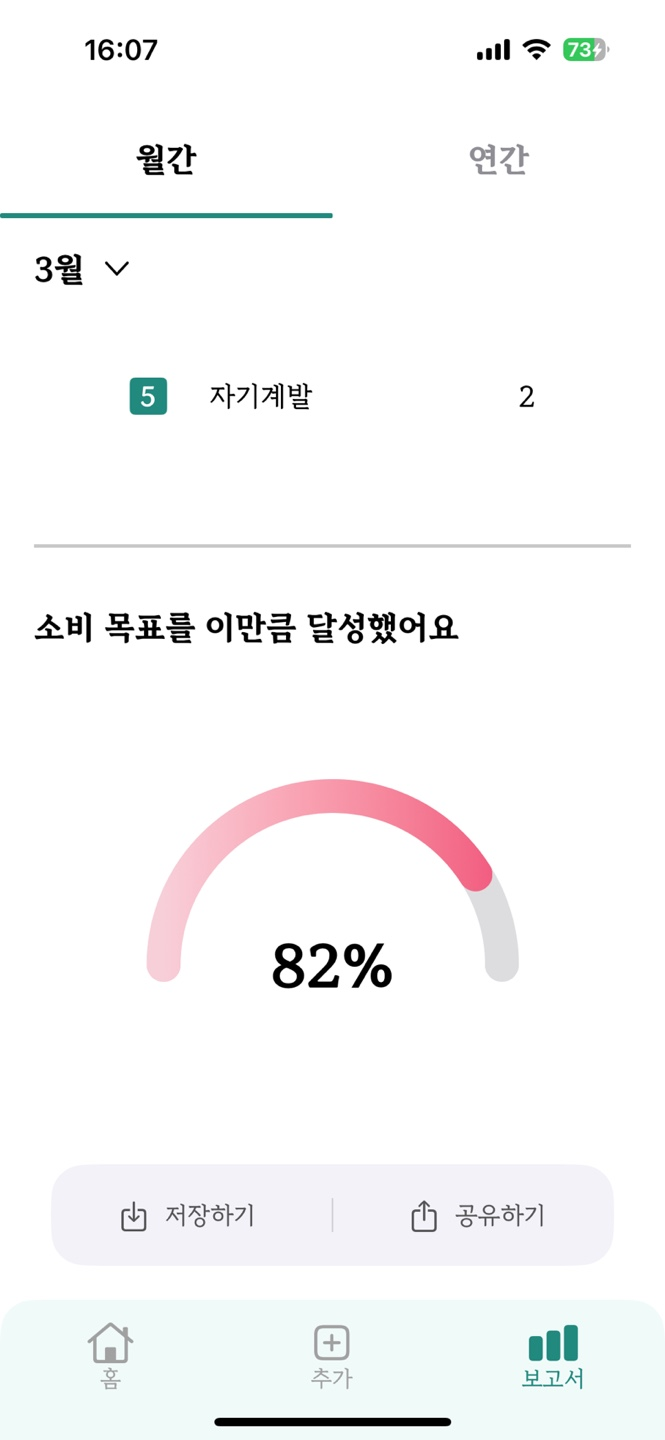 16:07
73
월간 연간
3월
5 자기계발 2
소비 목표를 이만큼 달성했어요
82%
저장하기 공유하기
홈 추가 보고서